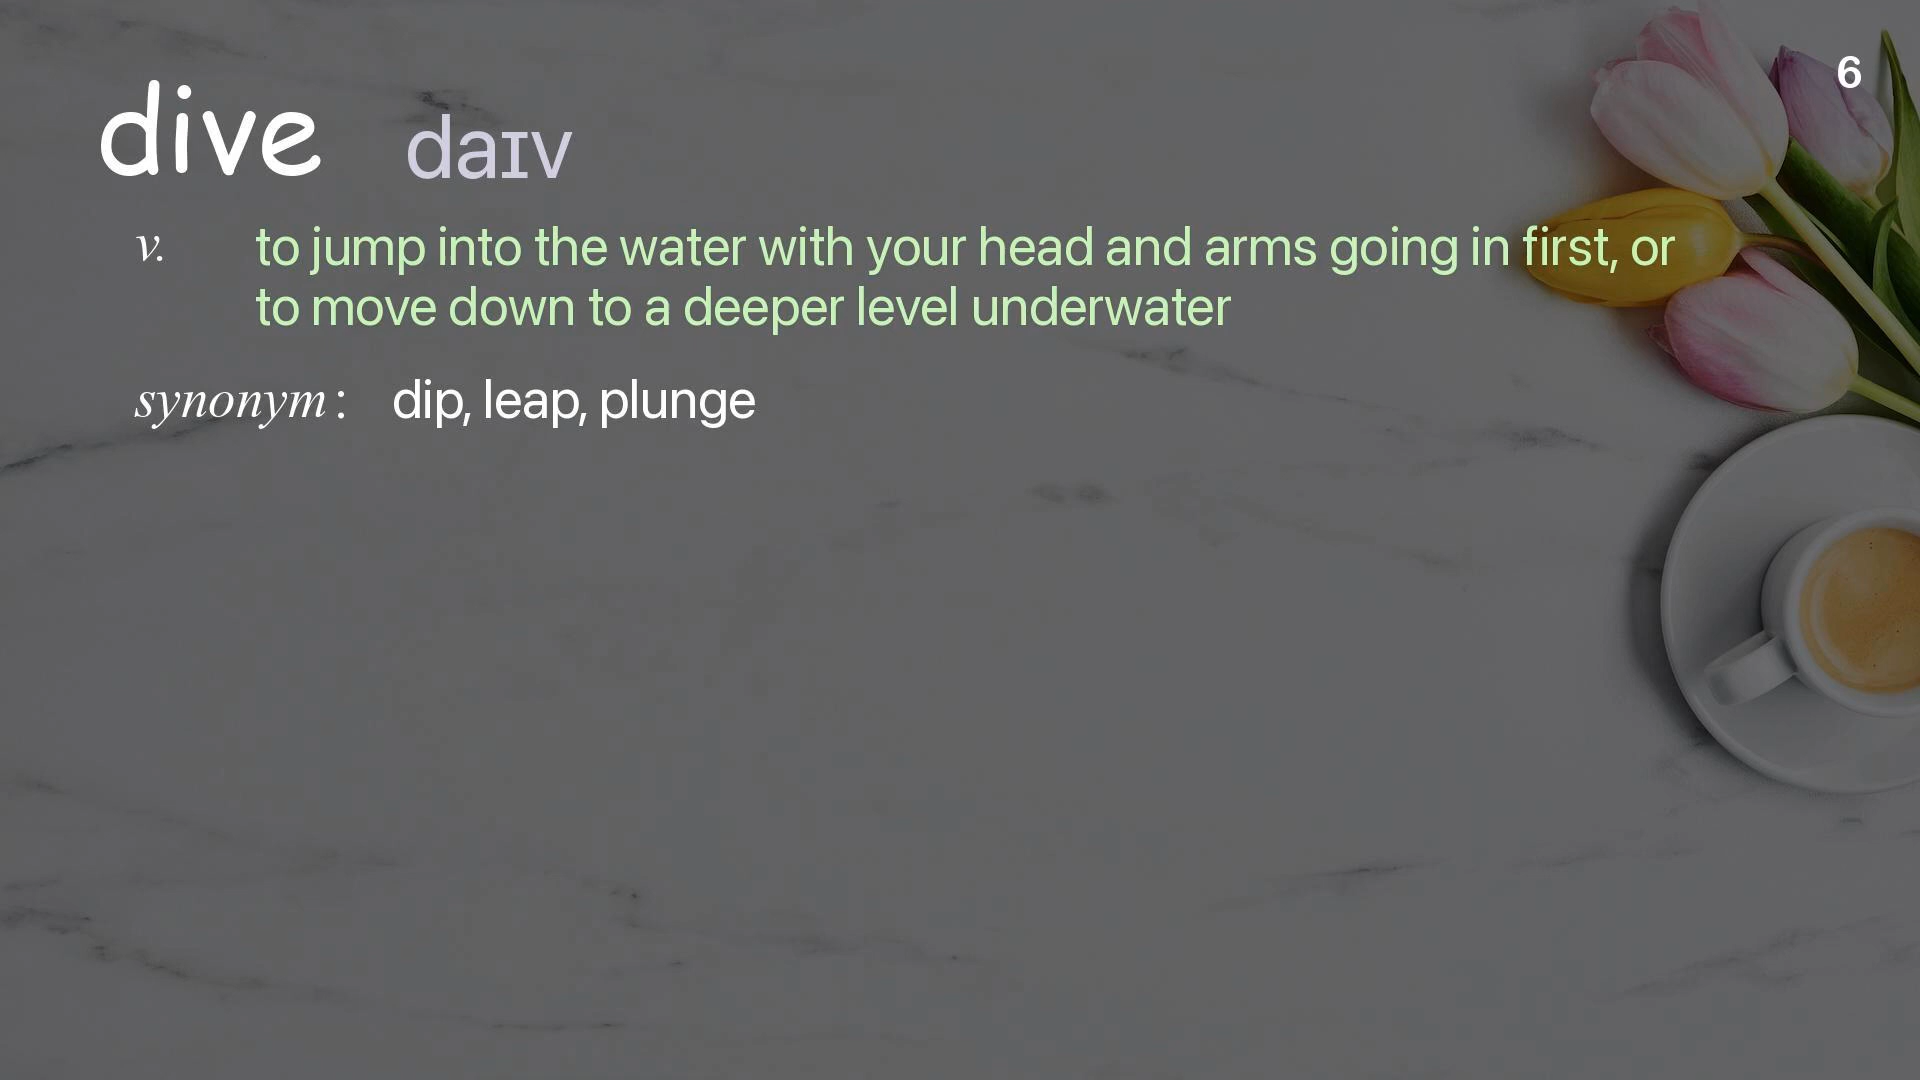 6
dive daɪv
v. to jump into the water with your head and arms going in first, or
to move down to a deeper level underwater
synonym: dip, leap, plunge